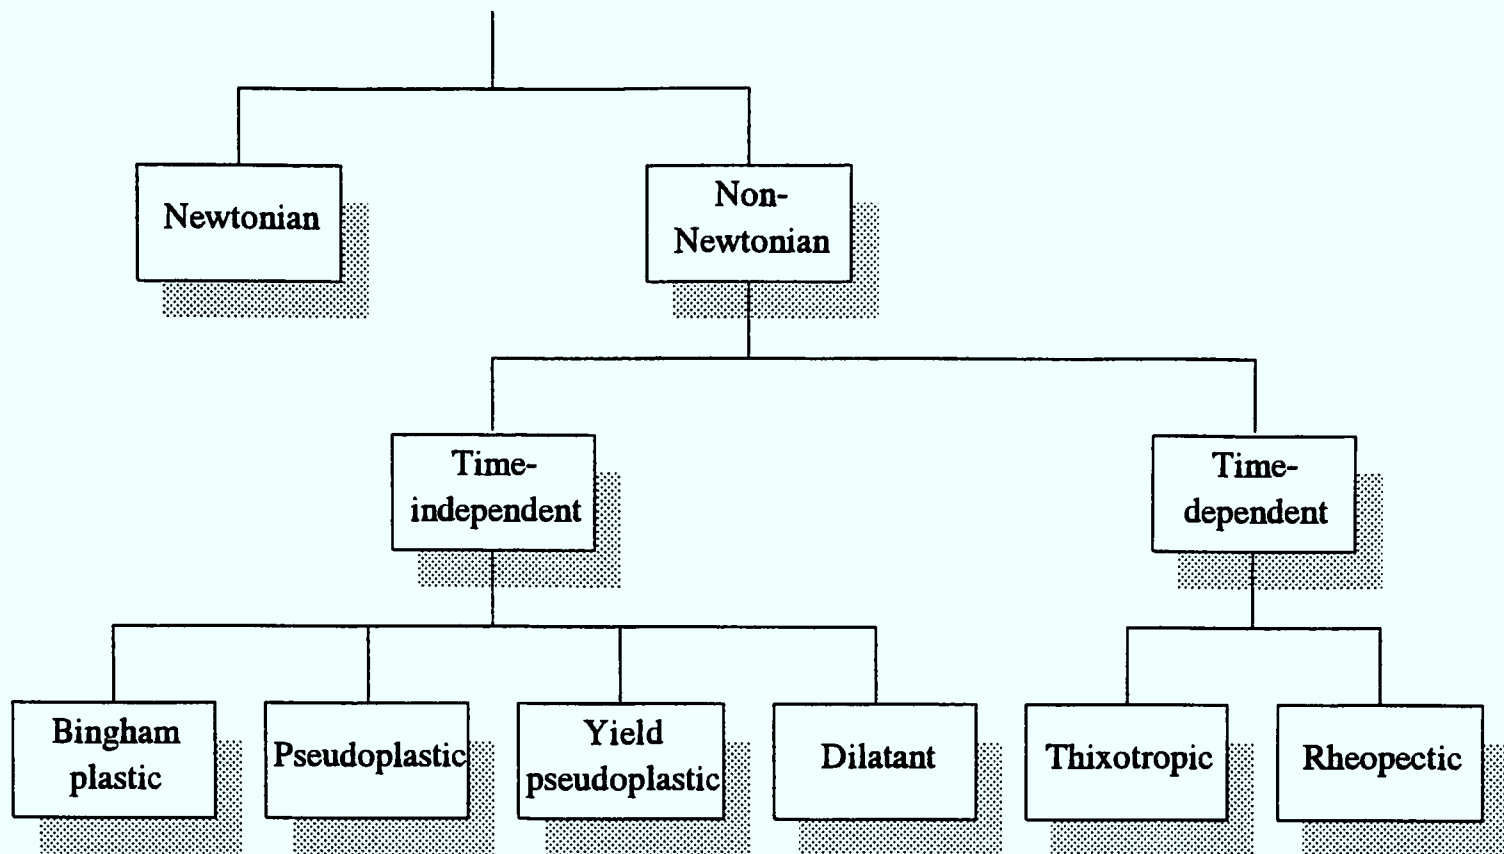 Newtonian
Non-
Newtonian
Time-
independent
Time-
dependent
Bingham
plastic
Pseudoplastic
Yield
pseudoplastic
Dilatant
Thixotropic
Rheopectic